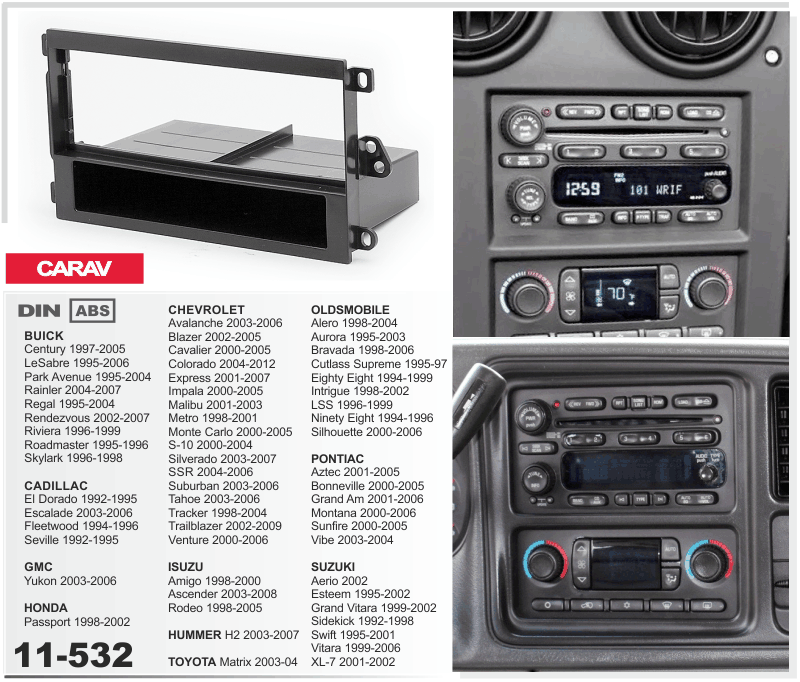 CARAV
DIN ABS
BUICK
Century 1997-2005
LeSabre 1995-2006
Park Avenue 1995-2004
Rainler 2004-2007
Regal 1995-2004
Rendezvous 2002-2007
Riviera 1996-1999
Roadmaster 1995-1996
Skylark 1996-1998
CADILLAC
El Dorado 1992-1995
Escalade 2003-2006
Fleetwood 1994-1996
Seville 1992-1995
GMC
Yukon 2003-2006
HONDA
Passport 1998-2002
11-532
CHEVROLET
Avalanche 2003-2006
Blazer 2002-2005
Cavalier 2000-2005
Colorado 2004-2012
Express 2001-2007
Impala 2000-2005
Malibu 2001-2003
Metro 1998-2001
Monte Carlo 2000-2005
S-10 2000-2004
Silverado 2003-2007
SSR 2004-2006
Suburban 2003-2006
Tahoe 2003-2006
Tracker 1998-2004
Trailblazer 2002-2009
Venture 2000-2006
ISUZU
Amigo 1998-2000
Ascender 2003-2008
Rodeo 1998-2005
HUMMER H2 2003-2007
TOYOTA Matrix 2003-04
OLDSMOBILE
Alero 1998-2004
Aurora 1995-2003
Bravada 1998-2006
Cutlass Supreme 1995-97
Eighty Eight 1994-1999
Intrigue 1998-2002
LSS 1996-1999
Ninety Eight 1994-1996
Silhouette 2000-2006
PONTIAC
Aztec 2001-2005
Bonneville 2000-2005
Grand Am 2001-2006
Montana 2000-2006
Sunfire 2000-2005
Vibe 2003-2004
SUZUKI
Aerio 2002
Esteem 1995-2002
Grand Vitara 1999-2002
Sidekick 1992-1998
Swift 1995-2001
Vitara 1999-2006
XL-7 2001-2002
VOLUME
PWR
FM2
12:59 101 WRIF
AUTO
70°
AUTO